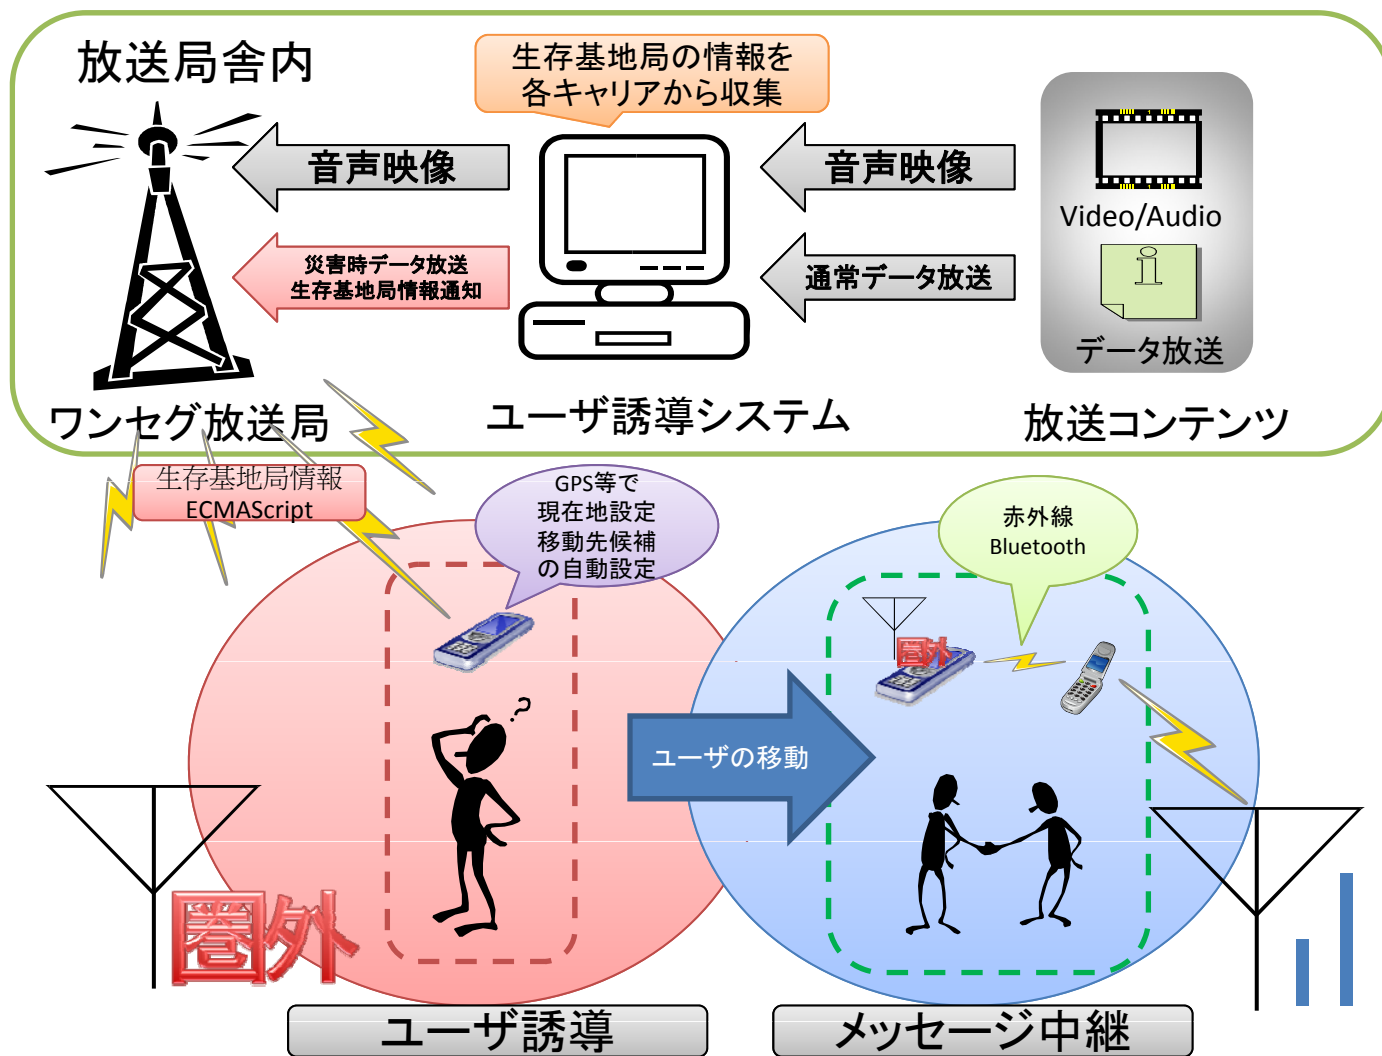 放送局舎内
生存基地局の情報を
各キャリアから収集
音声映像
音声映像
Video/Audio
災害時データ放送
生存基地局情報通知
通常データ放送
i
データ放送
ワンセグ放送局
ユーザ誘導システム
放送コンテンツ
生存基地局情報
ECMAScript
GPS等で
現在地設定
移動先候補
の自動設定
赤外線
Bluetooth
圏外
?
ユーザの移動
圏外
ユーザ誘導
メッセージ中継